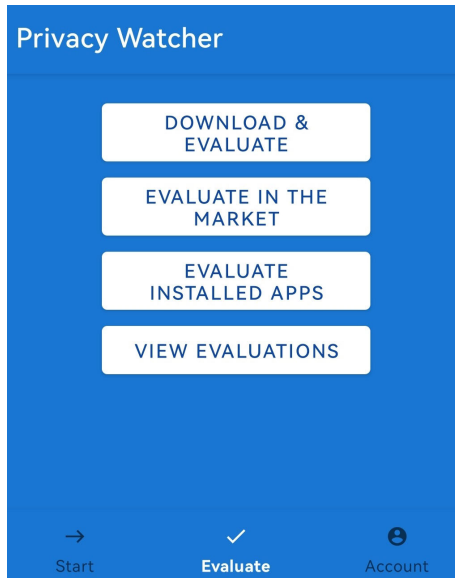 Privacy Watcher
DOWNLOAD &
EVALUATE
EVALUATE IN THE
MARKET
EVALUATE
INSTALLED APPS
VIEW EVALUATIONS
Start
Evaluate
Account